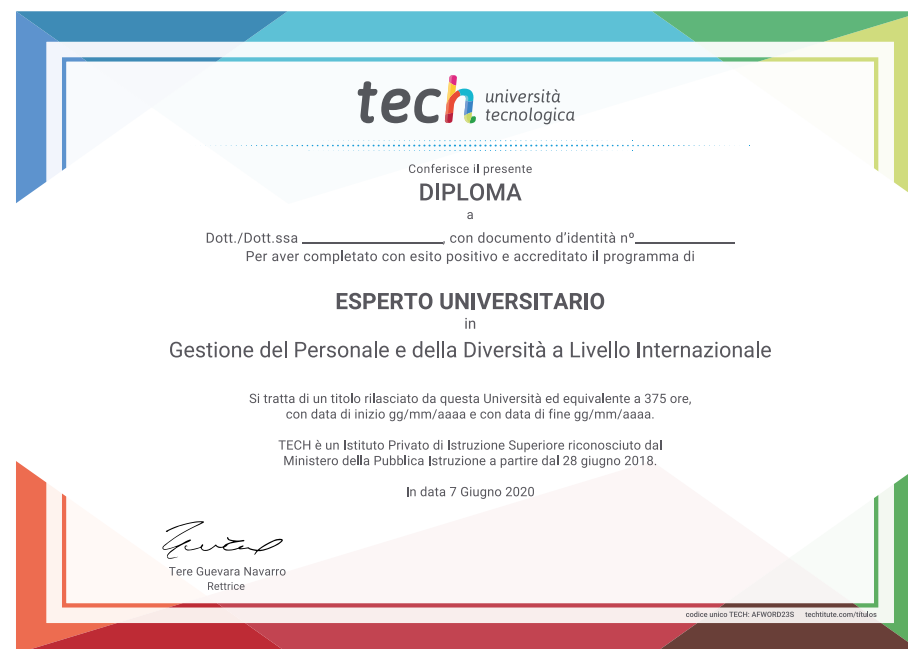 tech università
tecnologica
Conferisce il presente
DIPLOMA
a
Dott./Dott.ssa ____________________, con documento d'identità nº______________
Per aver completato con esito positivo e accreditato il programma di
ESPERTO UNIVERSITARIO
in
Gestione del Personale e della Diversità a Livello Internazionale
Si tratta di un titolo rilasciato da questa Università ed equivalente a 375 ore,
con data di inizio gg/mm/aaaa e con data di fine gg/mm/aaaa.
TECH è un Istituto Privato di Istruzione Superiore riconosciuto dal
Ministero della Pubblica Istruzione a partire dal 28 giugno 2018.
In data 7 Giugno 2020
Tere Guevara Navarro
Rettrice
codice unico TECH: AFWORD23S techtitute.com/titulos